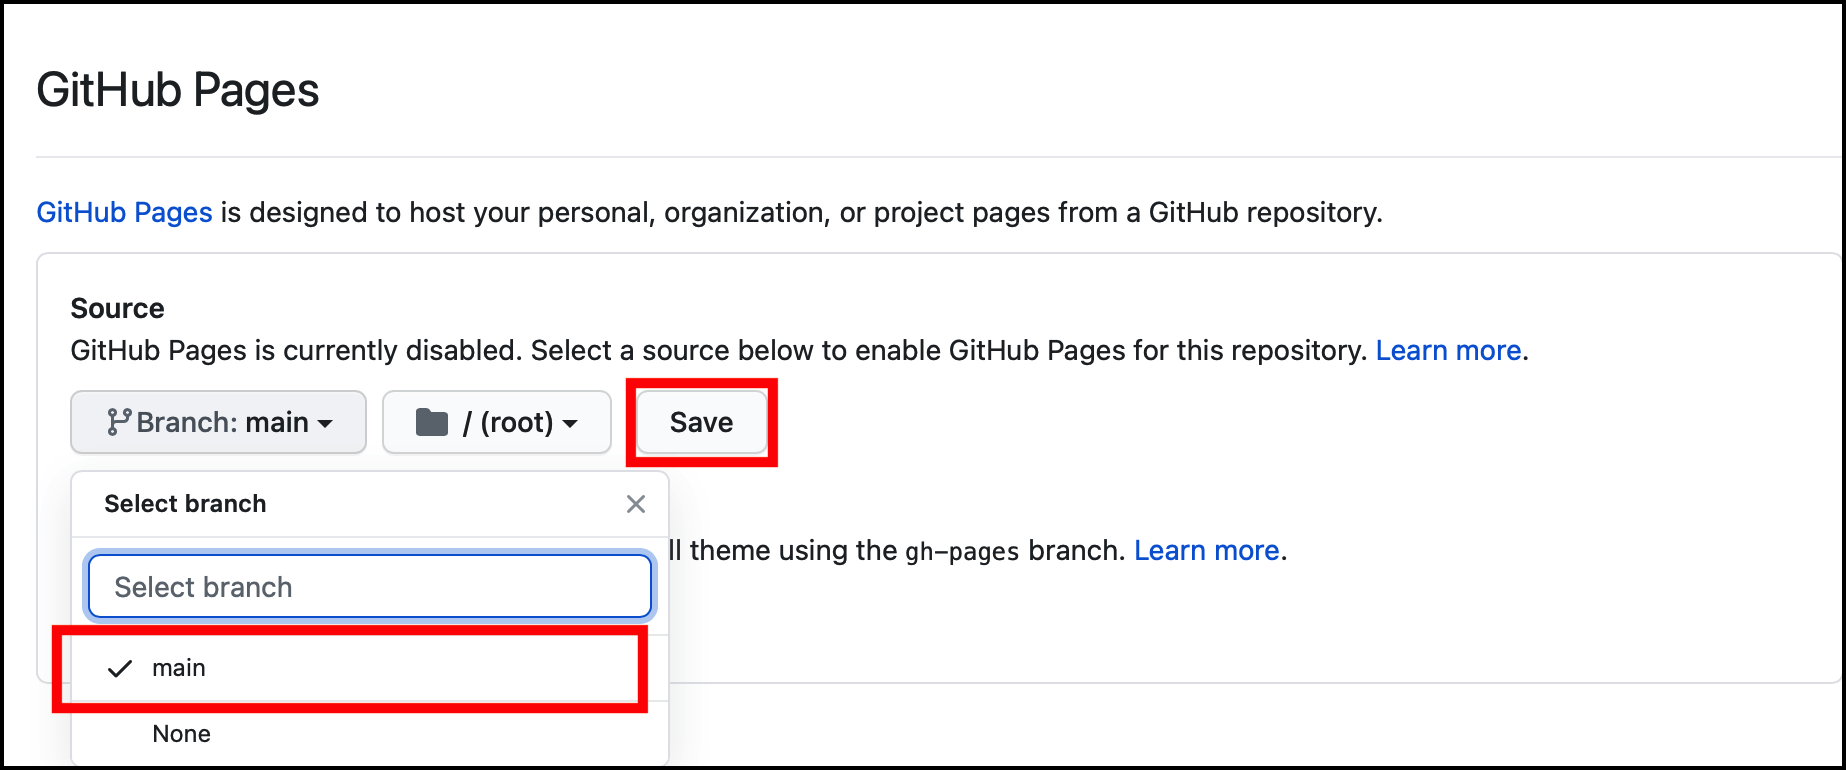 GitHub Pages
GitHub Pages is designed to host your personal, organization, or project pages from a GitHub repository.
Source
GitHub Pages is currently disabled. Select a source below to enable GitHub Pages for this repository. Learn more.
Branch: main / (root) Save
Select branch
theme using the gh-pages branch. Learn more.
Select branch
main
None